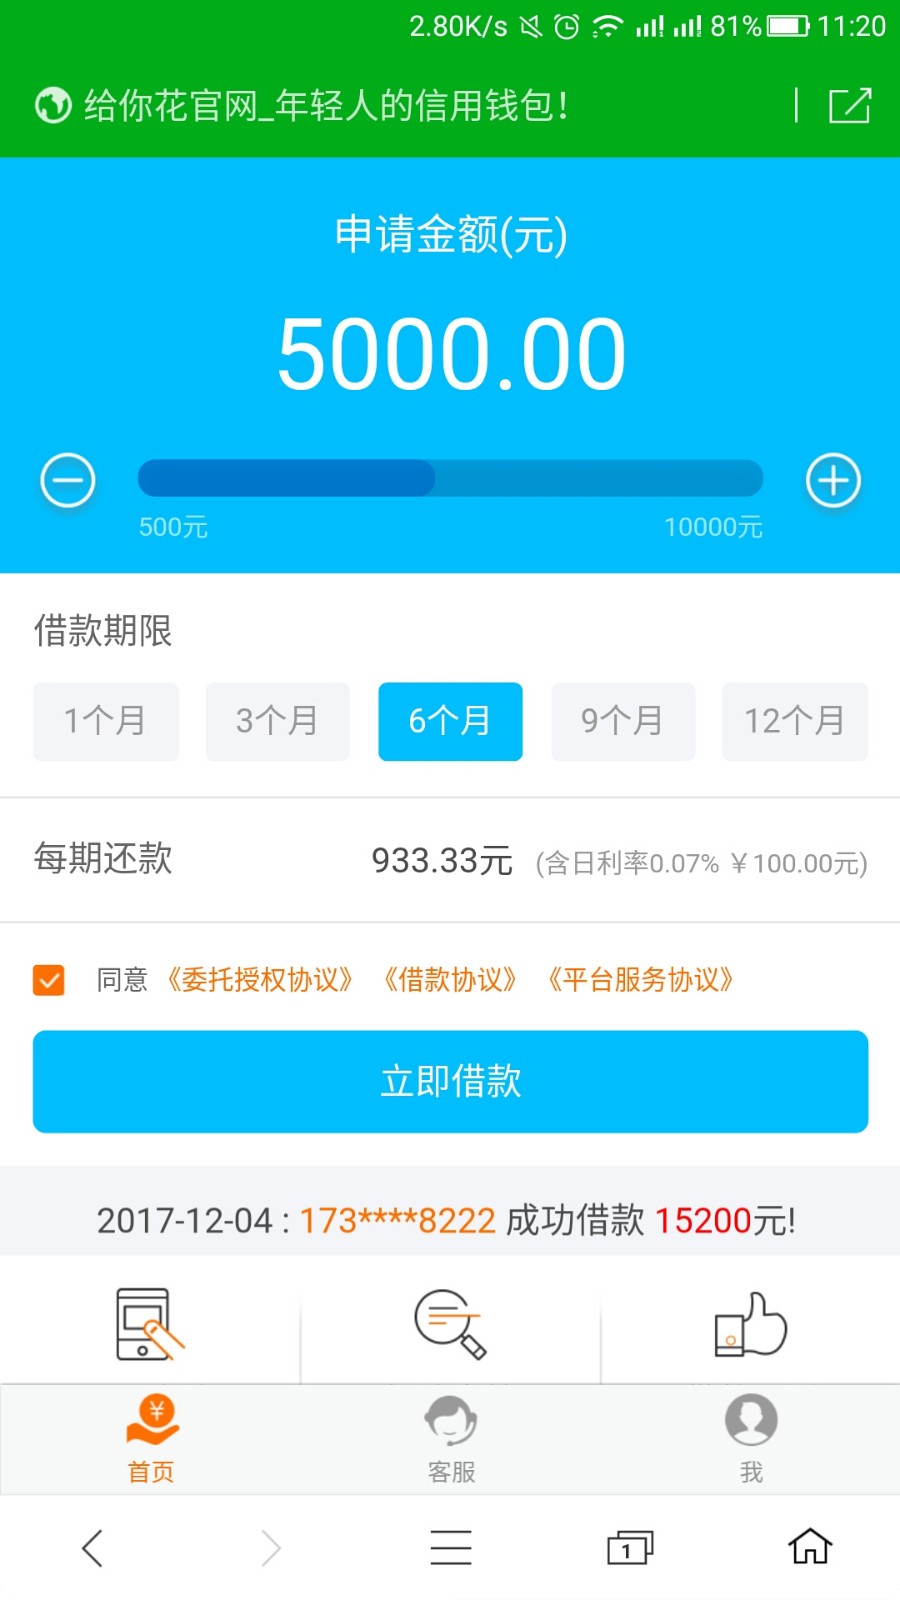 2.80K/s 81% 11:20
给你花官网_年轻人的信用钱包!
申请金额(元)
5000.00
500元 10000元
借款期限
1个月 3个月 6个月 9个月 12个月
每期还款 933.33元 (含日利率0.07% ￥100.00元)
同意 《委托授权协议》 《借款协议》 《平台服务协议》
立即借款
2017-12-04 : 173****8222 成功借款 15200元!
首页 客服 我
1